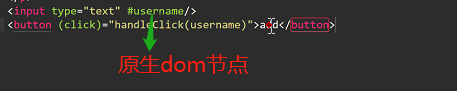 <input type="text" #username/>
<button (click)="handleClick(username)">add</button>
原生dom节点